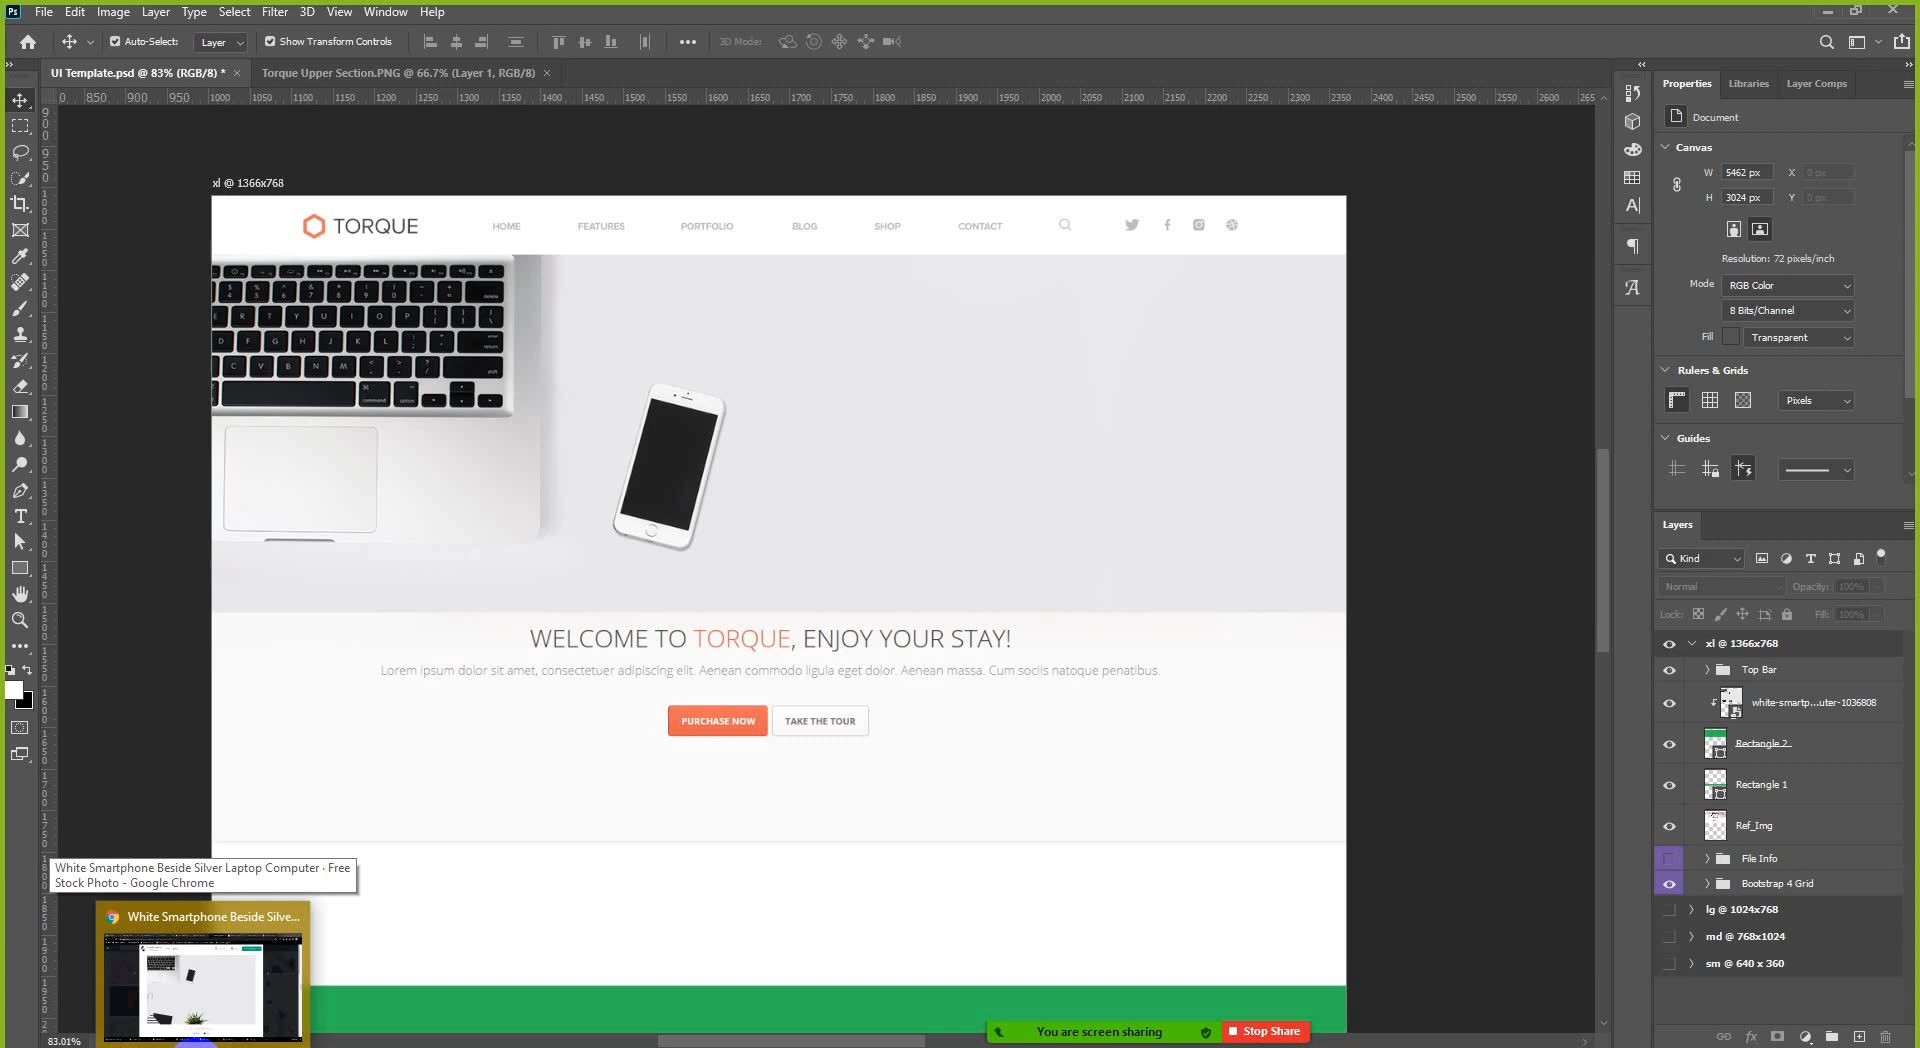 Ps File Edit Image Layer Type Select Filter 3D View Window Help
Auto-Select: Layer Show Transform Controls 3D Mode:
UI Template.psd @ 83% (RGB/8) * × Torque Upper Section.PNG @ 66.7% (Layer 1, RGB/8) ×
0 850 900 950 1000 1050 1100 1150 1200 1250 1300 1350 1400 1450 1500 1550 1600 1650 1700 1750 1800 1850 1900 1950 2000 2050 2100 2150 2200 2250 2300 2350 2400 2450 2500 2550 2600 265
xl @ 1366x768
TORQUE HOME FEATURES PORTFOLIO BLOG SHOP CONTACT
WELCOME TO TORQUE, ENJOY YOUR STAY!
Lorem ipsum dolor sit amet, consectetuer adipiscing elit. Aenean commodo ligula eget dolor. Aenean massa. Cum sociis natoque penatibus.
PURCHASE NOW TAKE THE TOUR
White Smartphone Beside Silver Laptop Computer · Free
Stock Photo - Google Chrome
White Smartphone Beside Silve...
83.01%
You are screen sharing Stop Share
Properties Libraries Layer Comps
Document
Canvas
W 5462 px X 0 px
H 3024 px Y 0 px
Resolution: 72 pixels/inch
Mode RGB Color
8 Bits/Channel
Fill Transparent
Rulers & Grids
Pixels
Guides
Layers
Kind
Normal Opacity: 100%
Lock: Fill: 100%
xl @ 1366x768
Top Bar
white-smartp...uter-1036808
Rectangle 2
Rectangle 1
Ref_Img
File Info
Bootstrap 4 Grid
lg @ 1024x768
md @ 768x1024
sm @ 640 x 360